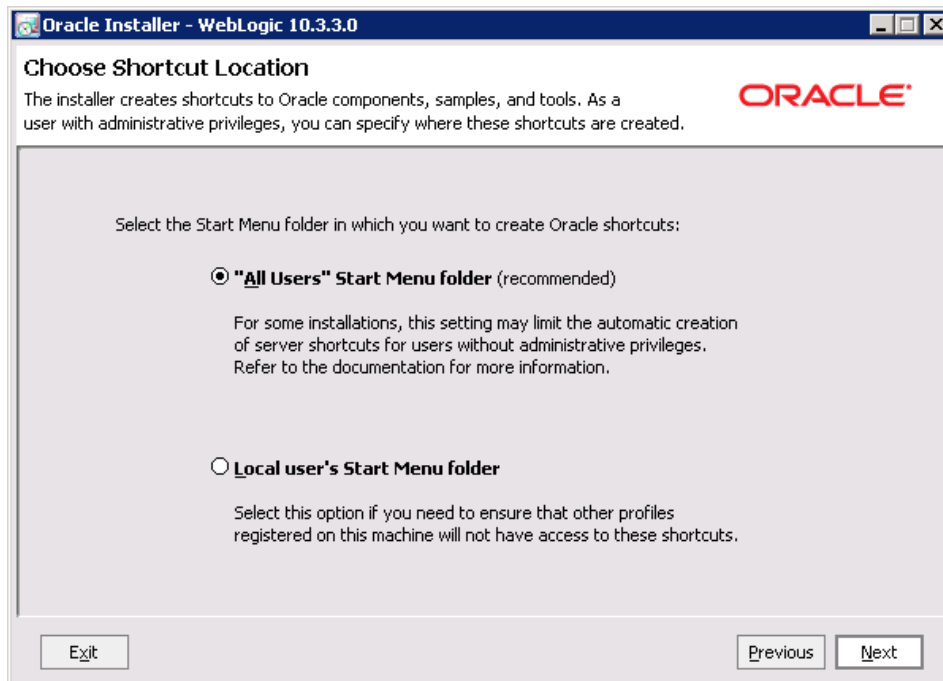 Oracle Installer - WebLogic 10.3.3.0
Choose Shortcut Location
The installer creates shortcuts to Oracle components, samples, and tools. As a
user with administrative privileges, you can specify where these shortcuts are created.
ORACLE
Select the Start Menu folder in which you want to create Oracle shortcuts:
"All Users" Start Menu folder (recommended)
For some installations, this setting may limit the automatic creation
of server shortcuts for users without administrative privileges.
Refer to the documentation for more information.
Local user's Start Menu folder
Select this option if you need to ensure that other profiles
registered on this machine will not have access to these shortcuts.
Exit
Previous
Next